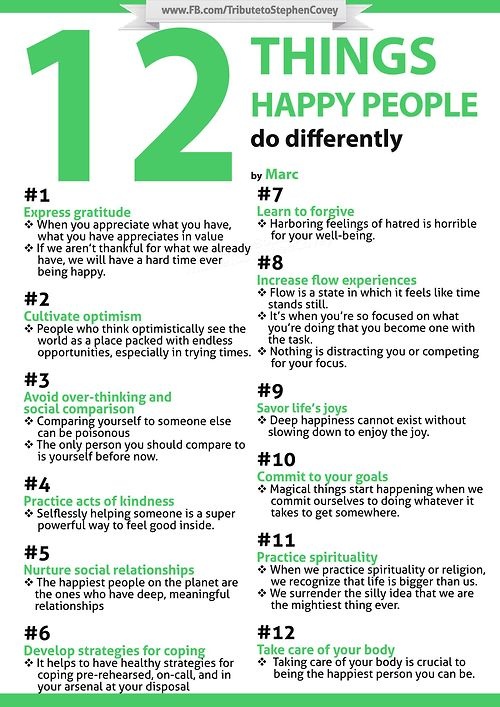 www.FB.com/TributetoStephenCovey
12 THINGS
HAPPY PEOPLE
do differently
by Marc
#1
Express gratitude
❖ When you appreciate what you have,
what you have appreciates in value
❖ If we aren't thankful for what we already
have, we will have a hard time ever
being happy.
#2
Cultivate optimism
❖ People who think optimistically see the
world as a place packed with endless
opportunities, especially in trying times.
#3
Avoid over-thinking and
social comparison
❖ Comparing yourself to someone else
can be poisonous
❖ The only person you should compare to
is yourself before now.
#4
Practice acts of kindness
❖ Selflessly helping someone is a super
powerful way to feel good inside.
#5
Nurture social relationships
❖ The happiest people on the planet are
the ones who have deep, meaningful
relationships
#6
Develop strategies for coping
❖ It helps to have healthy strategies for
coping pre-rehearsed, on-call, and in
your arsenal at your disposal
#7
Learn to forgive
❖ Harboring feelings of hatred is horrible
for your well-being.
#8
Increase flow experiences
❖ Flow is a state in which it feels like time
stands still.
❖ It's when you're so focused on what
you're doing that you become one with
the task.
❖ Nothing is distracting you or competing
for your focus.
#9
Savor life's joys
❖ Deep happiness cannot exist without
slowing down to enjoy the joy.
#10
Commit to your goals
❖ Magical things start happening when we
commit ourselves to doing whatever it
takes to get somewhere.
#11
Practice spirituality
❖ When we practice spirituality or religion,
we recognize that life is bigger than us.
❖ We surrender the silly idea that we are
the mightiest thing ever.
#12
Take care of your body
❖ Taking care of your body is crucial to
being the happiest person you can be.